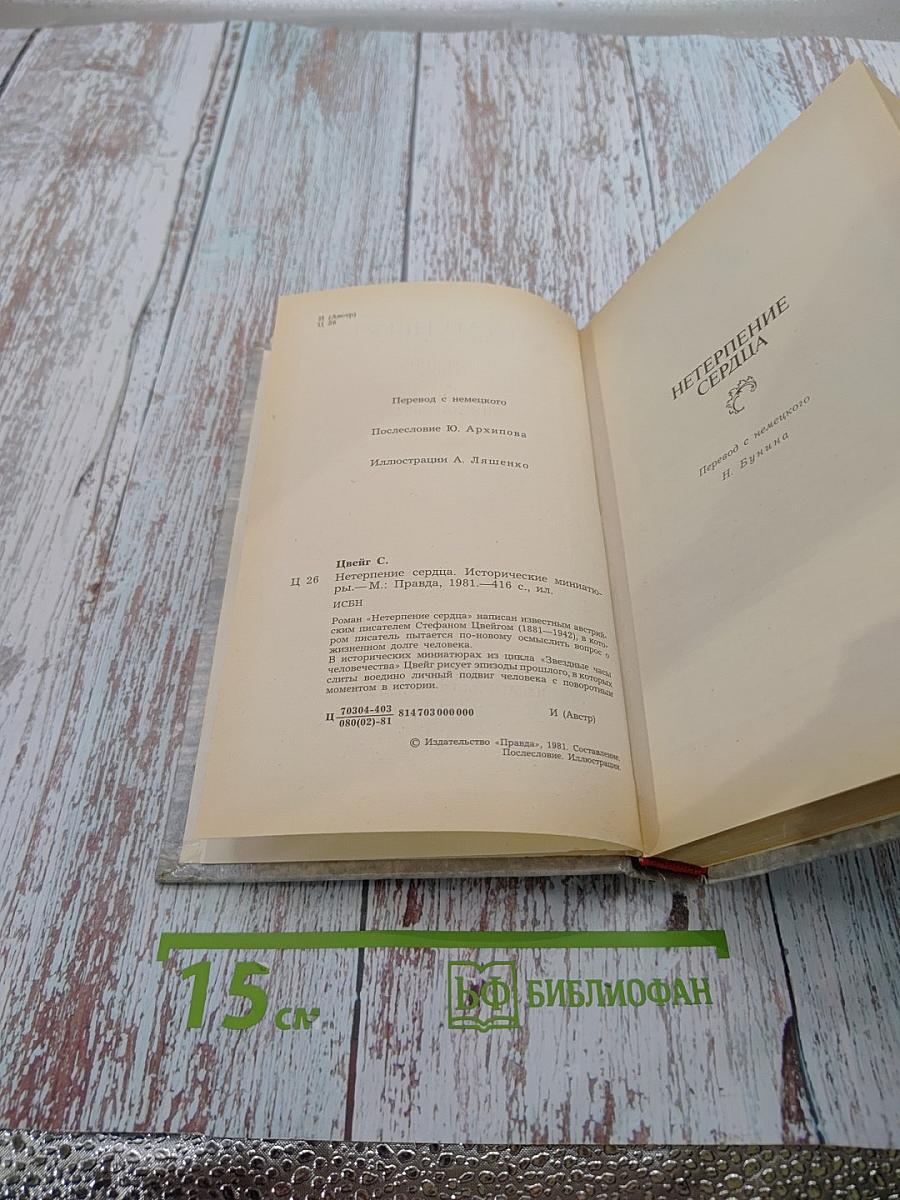 И (Австр)
Ц 26
Перевод с немецкого
Послесловие Ю. Архипова
Иллюстрации А. Ляшенко
Цвейг С.
Ц 26 Нетерпение сердца. Исторические миниатю-
ры.— М.: Правда, 1981.—416 с., ил.
ИСБН
Роман «Нетерпение сердца» написан известным австрий-
ским писателем Стефаном Цвейгом (1881—1942), в кото-
ром писатель пытается по-новому осмыслить вопрос о
жизненном долге человека.
В исторических миниатюрах из цикла «Звездные часы
человечества» Цвейг рисует эпизоды прошлого, в которых
слиты воедино личный подвиг человека с поворотным
моментом в истории.
Ц 70304-403 814703000000 И (Австр)
080(02)-81
© Издательство «Правда», 1981. Составление.
Послесловие. Иллюстрации.
НЕТЕРПЕНИЕ
СЕРДЦА
Перевод с немецкого
Н. Бунина
15 см
БФ БИБЛИОФАН